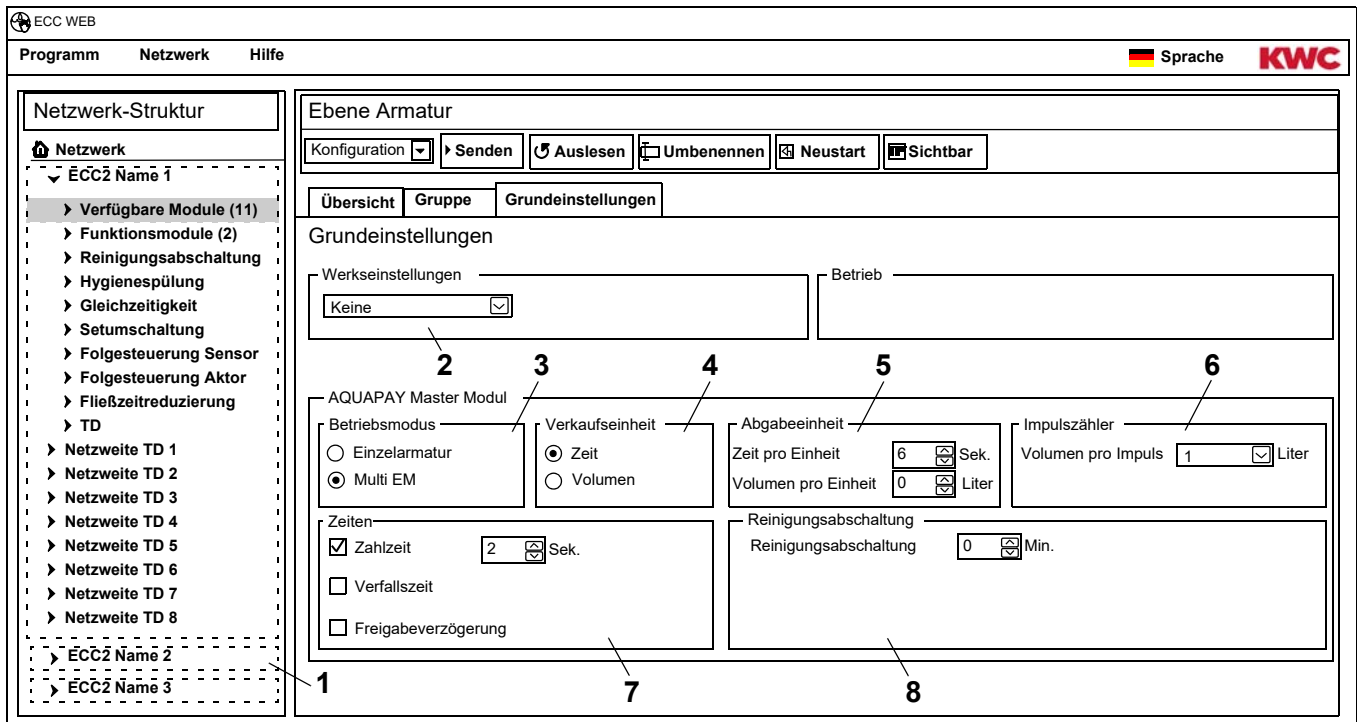 ECC WEB
Programm Netzwerk Hilfe Sprache KWC
Netzwerk-Struktur
Netzwerk
ECC2 Name 1
Verfügbare Module (11)
Funktionsmodule (2)
Reinigungsabschaltung
Hygienespülung
Gleichzeitigkeit
Setumschaltung
Folgesteuerung Sensor
Folgesteuerung Aktor
Fließzeitreduzierung
TD
Netzweite TD 1
Netzweite TD 2
Netzweite TD 3
Netzweite TD 4
Netzweite TD 5
Netzweite TD 6
Netzweite TD 7
Netzweite TD 8
ECC2 Name 2
ECC2 Name 3
1
Ebene Armatur
Konfiguration Senden Auslesen Umbenennen Neustart Sichtbar
Übersicht Gruppe Grundeinstellungen
Grundeinstellungen
Werkseinstellungen
Keine
2
Betrieb
AQUAPAY Master Modul
3
Betriebsmodus
Einzelarmatur
Multi EM
4
Verkaufseinheit
Zeit
Volumen
5
Abgabeeinheit
Zeit pro Einheit 6 Sek.
Volumen pro Einheit 0 Liter
6
Impulszähler
Volumen pro Impuls 1 Liter
Zeiten
Zahlzeit 2 Sek.
Verfallszeit
Freigabeverzögerung
7
Reinigungsabschaltung
Reinigungsabschaltung 0 Min.
8